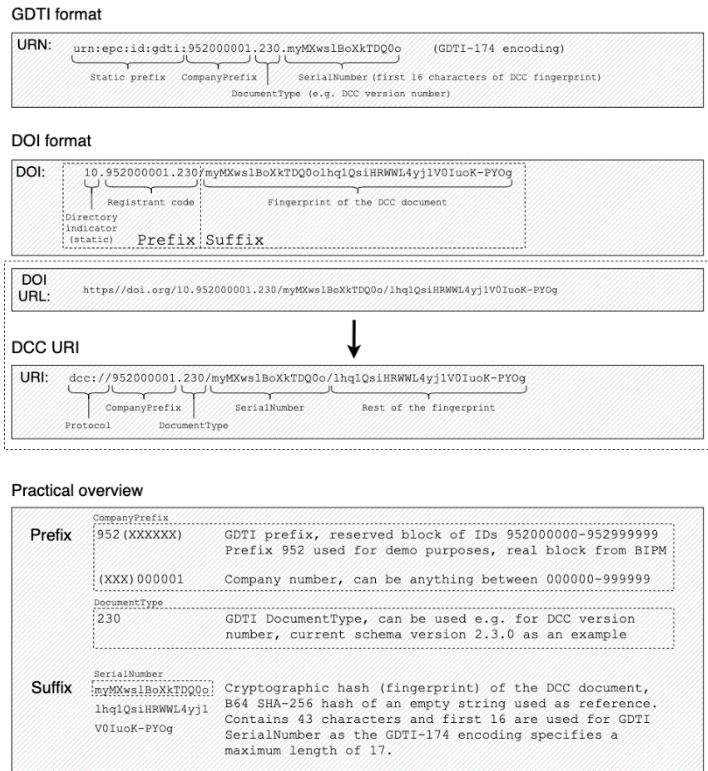 GDTI format
URN: urn:epc:id:gdti:952000001.230.myMXwslBoXkTDQ0o (GDTI-174 encoding)
Static prefix CompanyPrefix SerialNumber (first 16 characters of DCC fingerprint)
DocumentType (e.g. DCC version number)
DOI format
DOI: 10.952000001.230/myMXwslBoXkTDQ0olhq1QsiHRWWL4yj1V0IuoK-PYOg
Registrant code Fingerprint of the DCC document
Directory
indicator
(static) Prefix Suffix
DOI
URL: https//doi.org/10.952000001.230/myMXwslBoXkTDQ0o/lhq1QsiHRWWL4yj1V0IuoK-PYOg
DCC URI
URI: dcc://952000001.230/myMXwslBoXkTDQ0o/lhq1QsiHRWWL4yj1V0IuoK-PYOg
CompanyPrefix SerialNumber Rest of the fingerprint
Protocol DocumentType
Practical overview
CompanyPrefix
Prefix 952(XXXXXX) GDTI prefix, reserved block of IDs 952000000-952999999
Prefix 952 used for demo purposes, real block from BIPM
(XXX)000001 Company number, can be anything between 000000-999999
DocumentType
230 GDTI DocumentType, can be used e.g. for DCC version
number, current schema version 2.3.0 as an example
SerialNumber
Suffix myMXwslBoXkTDQ0o Cryptographic hash (fingerprint) of the DCC document,
lhq1QsiHRWWL4yj1 B64 SHA-256 hash of an empty string used as reference.
V0IuoK-PYOg Contains 43 characters and first 16 are used for GDTI
SerialNumber as the GDTI-174 encoding specifies a
maximum length of 17.